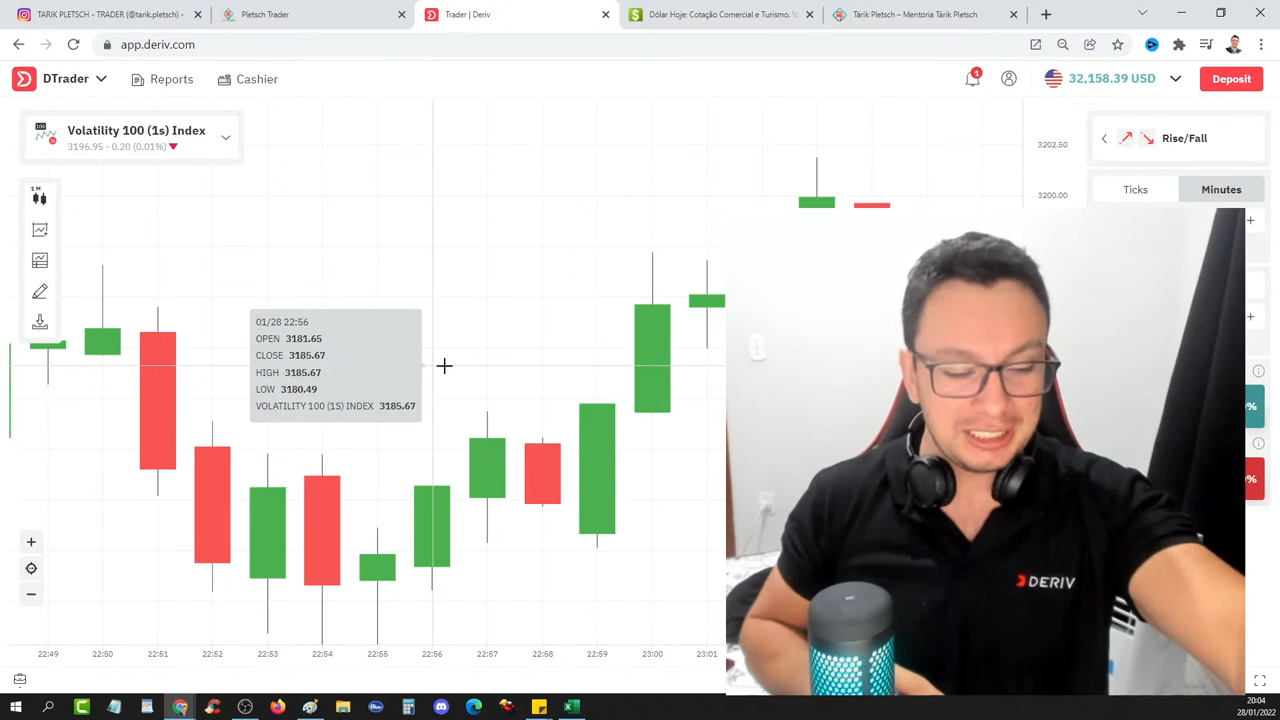 TARIK PLETSCH - TRADER (@tarik.pletsch) ·
Pletsch Trader
Trader | Deriv
Dólar Hoje: Cotação Comercial e Turismo.
Tárik Pletsch – Mentoria Tárik Pletsch
app.deriv.com
DTrader
Reports
Cashier
1
32,158.39 USD
Deposit
100
Volatility 100 (1s) Index
3196.95 - 0.20 (0.01%)
Rise/Fall
Ticks
Minutes
3202.50
3200.00
1 M
01/28 22:56
OPEN 3181.65
CLOSE 3185.67
HIGH 3185.67
LOW 3180.49
VOLATILITY 100 (1S) INDEX 3185.67
%
%
DERIV
22:49 22:50 22:51 22:52 22:53 22:54 22:55 22:56 22:57 22:58 22:59 23:00 23:01
20:04
28/01/2022